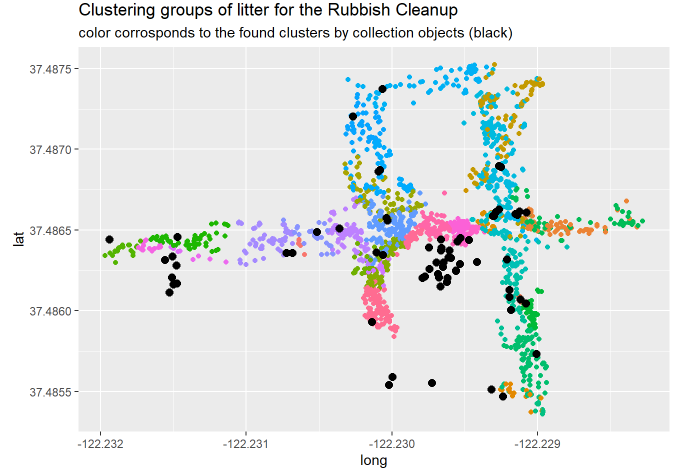 Clustering groups of litter for the Rubbish Cleanup
color corrosponds to the found clusters by collection objects (black)
37.4875
37.4870
37.4865
37.4860
37.4855
lat
-122.232
-122.231
-122.230
-122.229
long